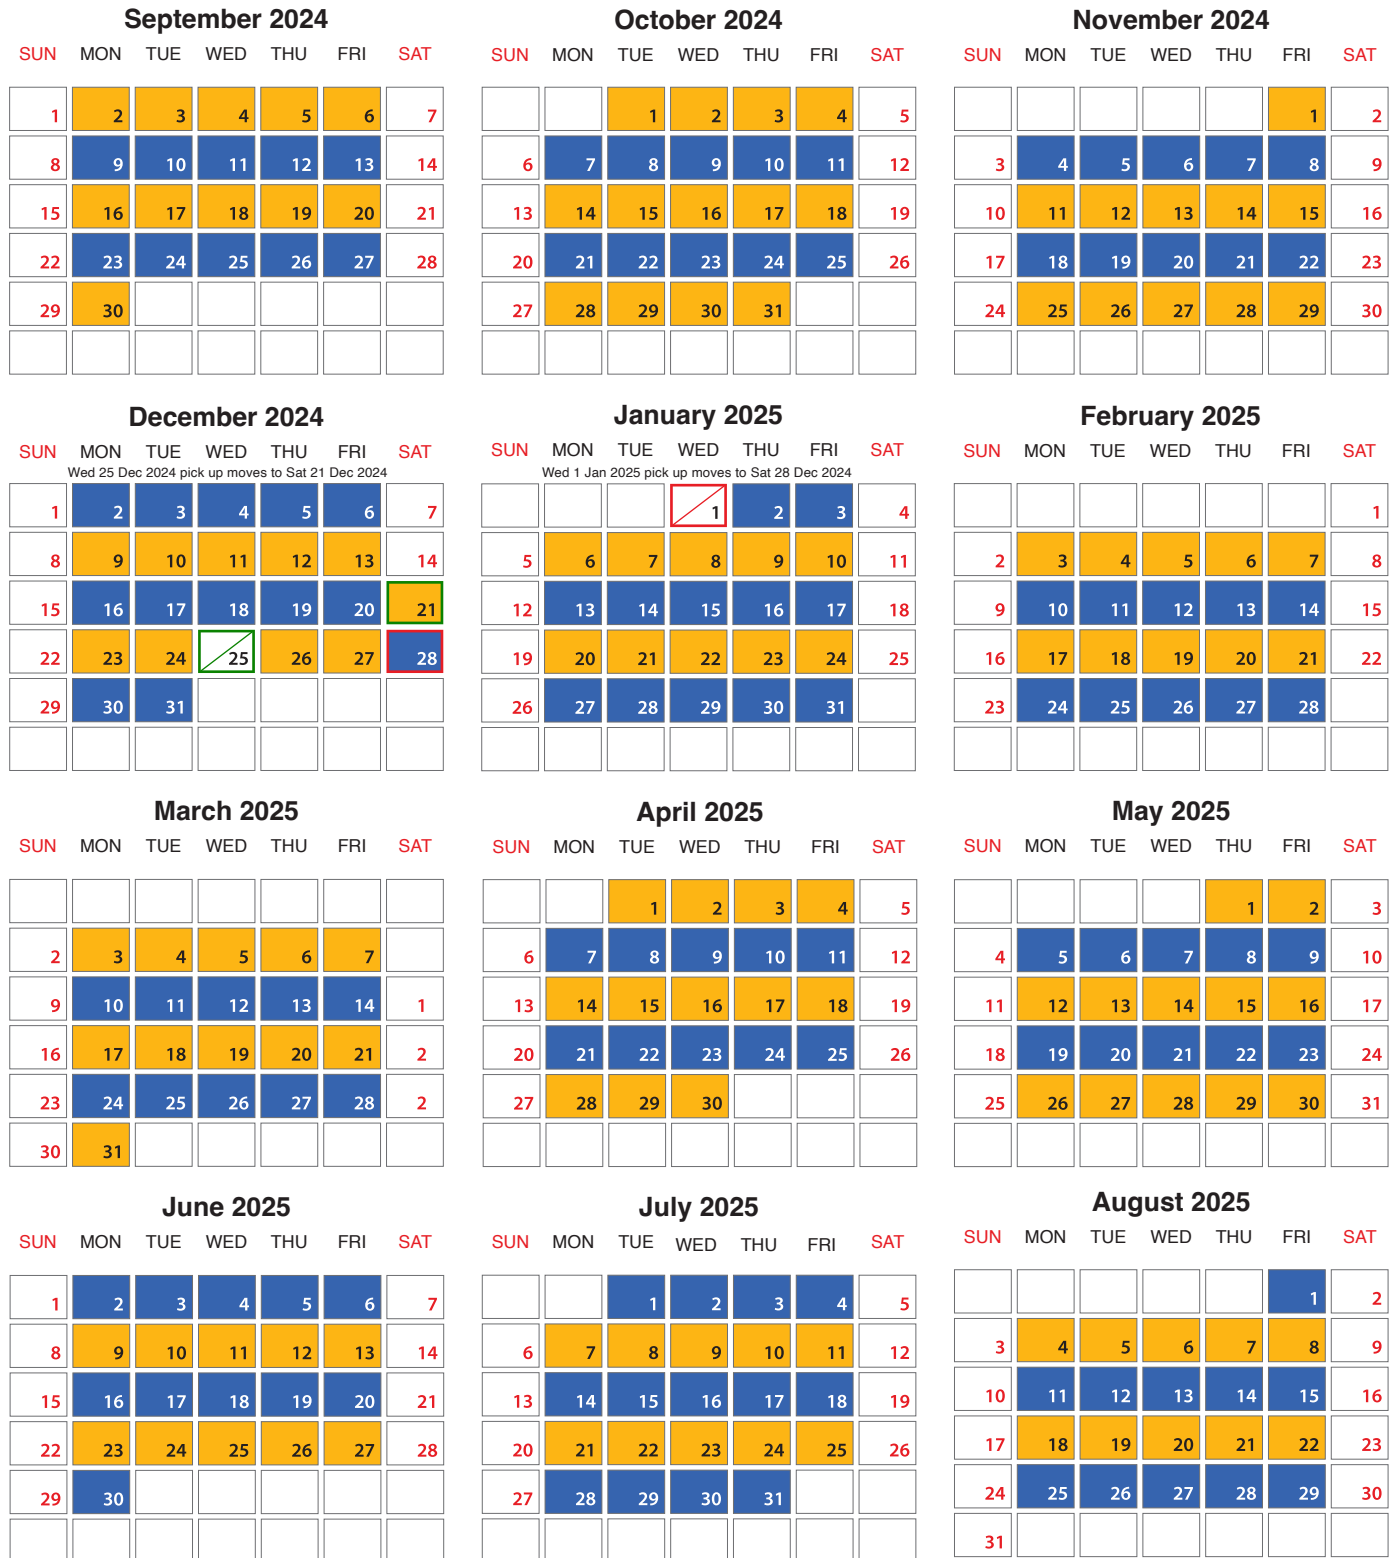 September 2024
SUN MON TUE WED THU FRI SAT
1 2 3 4 5 6 7
8 9 10 11 12 13 14
15 16 17 18 19 20 21
22 23 24 25 26 27 28
29 30
October 2024
SUN MON TUE WED THU FRI SAT
1 2 3 4 5
6 7 8 9 10 11 12
13 14 15 16 17 18 19
20 21 22 23 24 25 26
27 28 29 30 31
November 2024
SUN MON TUE WED THU FRI SAT
1 2
3 4 5 6 7 8 9
10 11 12 13 14 15 16
17 18 19 20 21 22 23
24 25 26 27 28 29 30
December 2024
SUN MON TUE WED THU FRI SAT
Wed 25 Dec 2024 pick up moves to Sat 21 Dec 2024
1 2 3 4 5 6 7
8 9 10 11 12 13 14
15 16 17 18 19 20 21
22 23 24 25 26 27 28
29 30 31
January 2025
SUN MON TUE WED THU FRI SAT
Wed 1 Jan 2025 pick up moves to Sat 28 Dec 2024
1 2 3 4
5 6 7 8 9 10 11
12 13 14 15 16 17 18
19 20 21 22 23 24 25
26 27 28 29 30 31
February 2025
SUN MON TUE WED THU FRI SAT
1
2 3 4 5 6 7 8
9 10 11 12 13 14 15
16 17 18 19 20 21 22
23 24 25 26 27 28
March 2025
SUN MON TUE WED THU FRI SAT
2 3 4 5 6 7
9 10 11 12 13 14 1
16 17 18 19 20 21 2
23 24 25 26 27 28 2
30 31
April 2025
SUN MON TUE WED THU FRI SAT
1 2 3 4 5
6 7 8 9 10 11 12
13 14 15 16 17 18 19
20 21 22 23 24 25 26
27 28 29 30
May 2025
SUN MON TUE WED THU FRI SAT
1 2 3
4 5 6 7 8 9 10
11 12 13 14 15 16 17
18 19 20 21 22 23 24
25 26 27 28 29 30 31
June 2025
SUN MON TUE WED THU FRI SAT
1 2 3 4 5 6 7
8 9 10 11 12 13 14
15 16 17 18 19 20 21
22 23 24 25 26 27 28
29 30
July 2025
SUN MON TUE WED THU FRI SAT
1 2 3 4 5
6 7 8 9 10 11 12
13 14 15 16 17 18 19
20 21 22 23 24 25 26
27 28 29 30 31
August 2025
SUN MON TUE WED THU FRI SAT
1 2
3 4 5 6 7 8 9
10 11 12 13 14 15 16
17 18 19 20 21 22 23
24 25 26 27 28 29 30
31